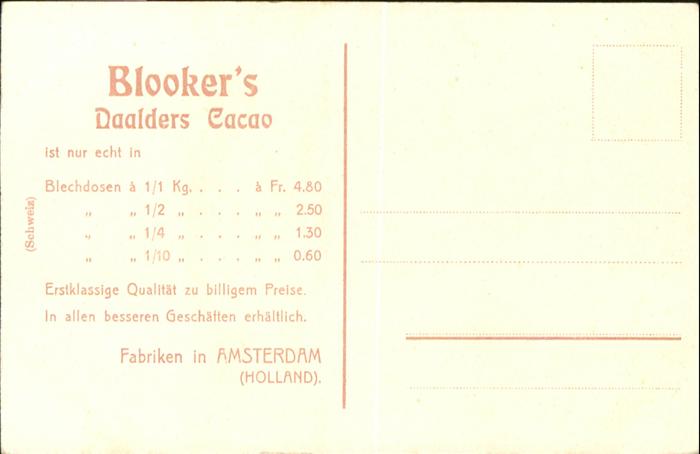 Blooker's
Daalders Cacao
ist nur echt in
Blechdosen à 1/1 Kg. . . . à Fr. 4.80
„ „ 1/2 „ . . . „ „ 2.50
„ „ 1/4 „ . . . „ „ 1.30
„ „ 1/10 „ . . . „ „ 0.60
Erstklassige Qualität zu billigem Preise.
In allen besseren Geschäften erhältlich.
Fabriken in AMSTERDAM
(HOLLAND).
(Schweiz)